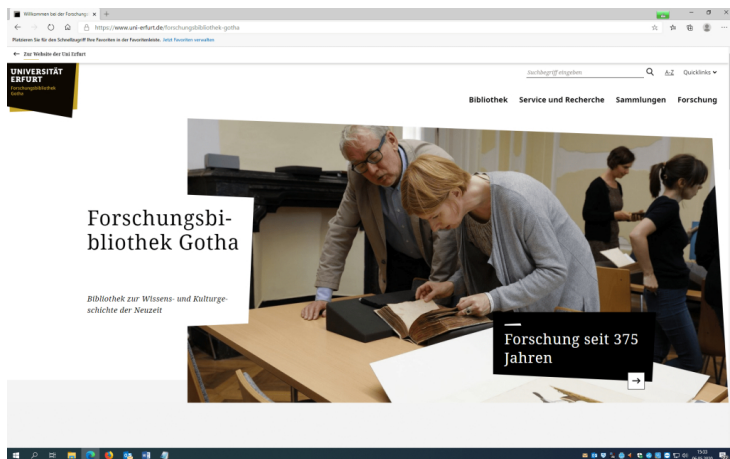 Willkommen bei der Forschung
https://www.uni-erfurt.de/forschungsbibliothek-gotha
Platzieren Sie für den Schnellzugriff Ihre Favoriten in der Favoritenleiste. Jetzt Favoriten verwalten
← Zur Website der Uni Erfurt
UNIVERSITÄT
ERFURT
Forschungsbibliothek
Gotha
Suchbegriff eingeben
A-Z Quicklinks
Bibliothek Service und Recherche Sammlungen Forschung
Forschungsbi-
bliothek Gotha
Bibliothek zur Wissens- und Kulturge-
schichte der Neuzeit
Forschung seit 375
Jahren
→